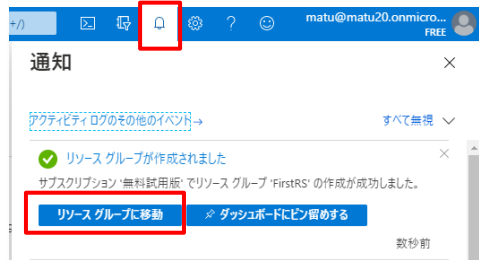 +/)
matu@matu20.onmicro...
FREE
通知
アクティビティ ログのその他のイベント→
すべて無視
リソース グループが作成されました
サブスクリプション '無料試用版' でリソース グループ 'FirstRS' の作成が成功しました。
リソース グループに移動
ダッシュボードにピン留めする
数秒前